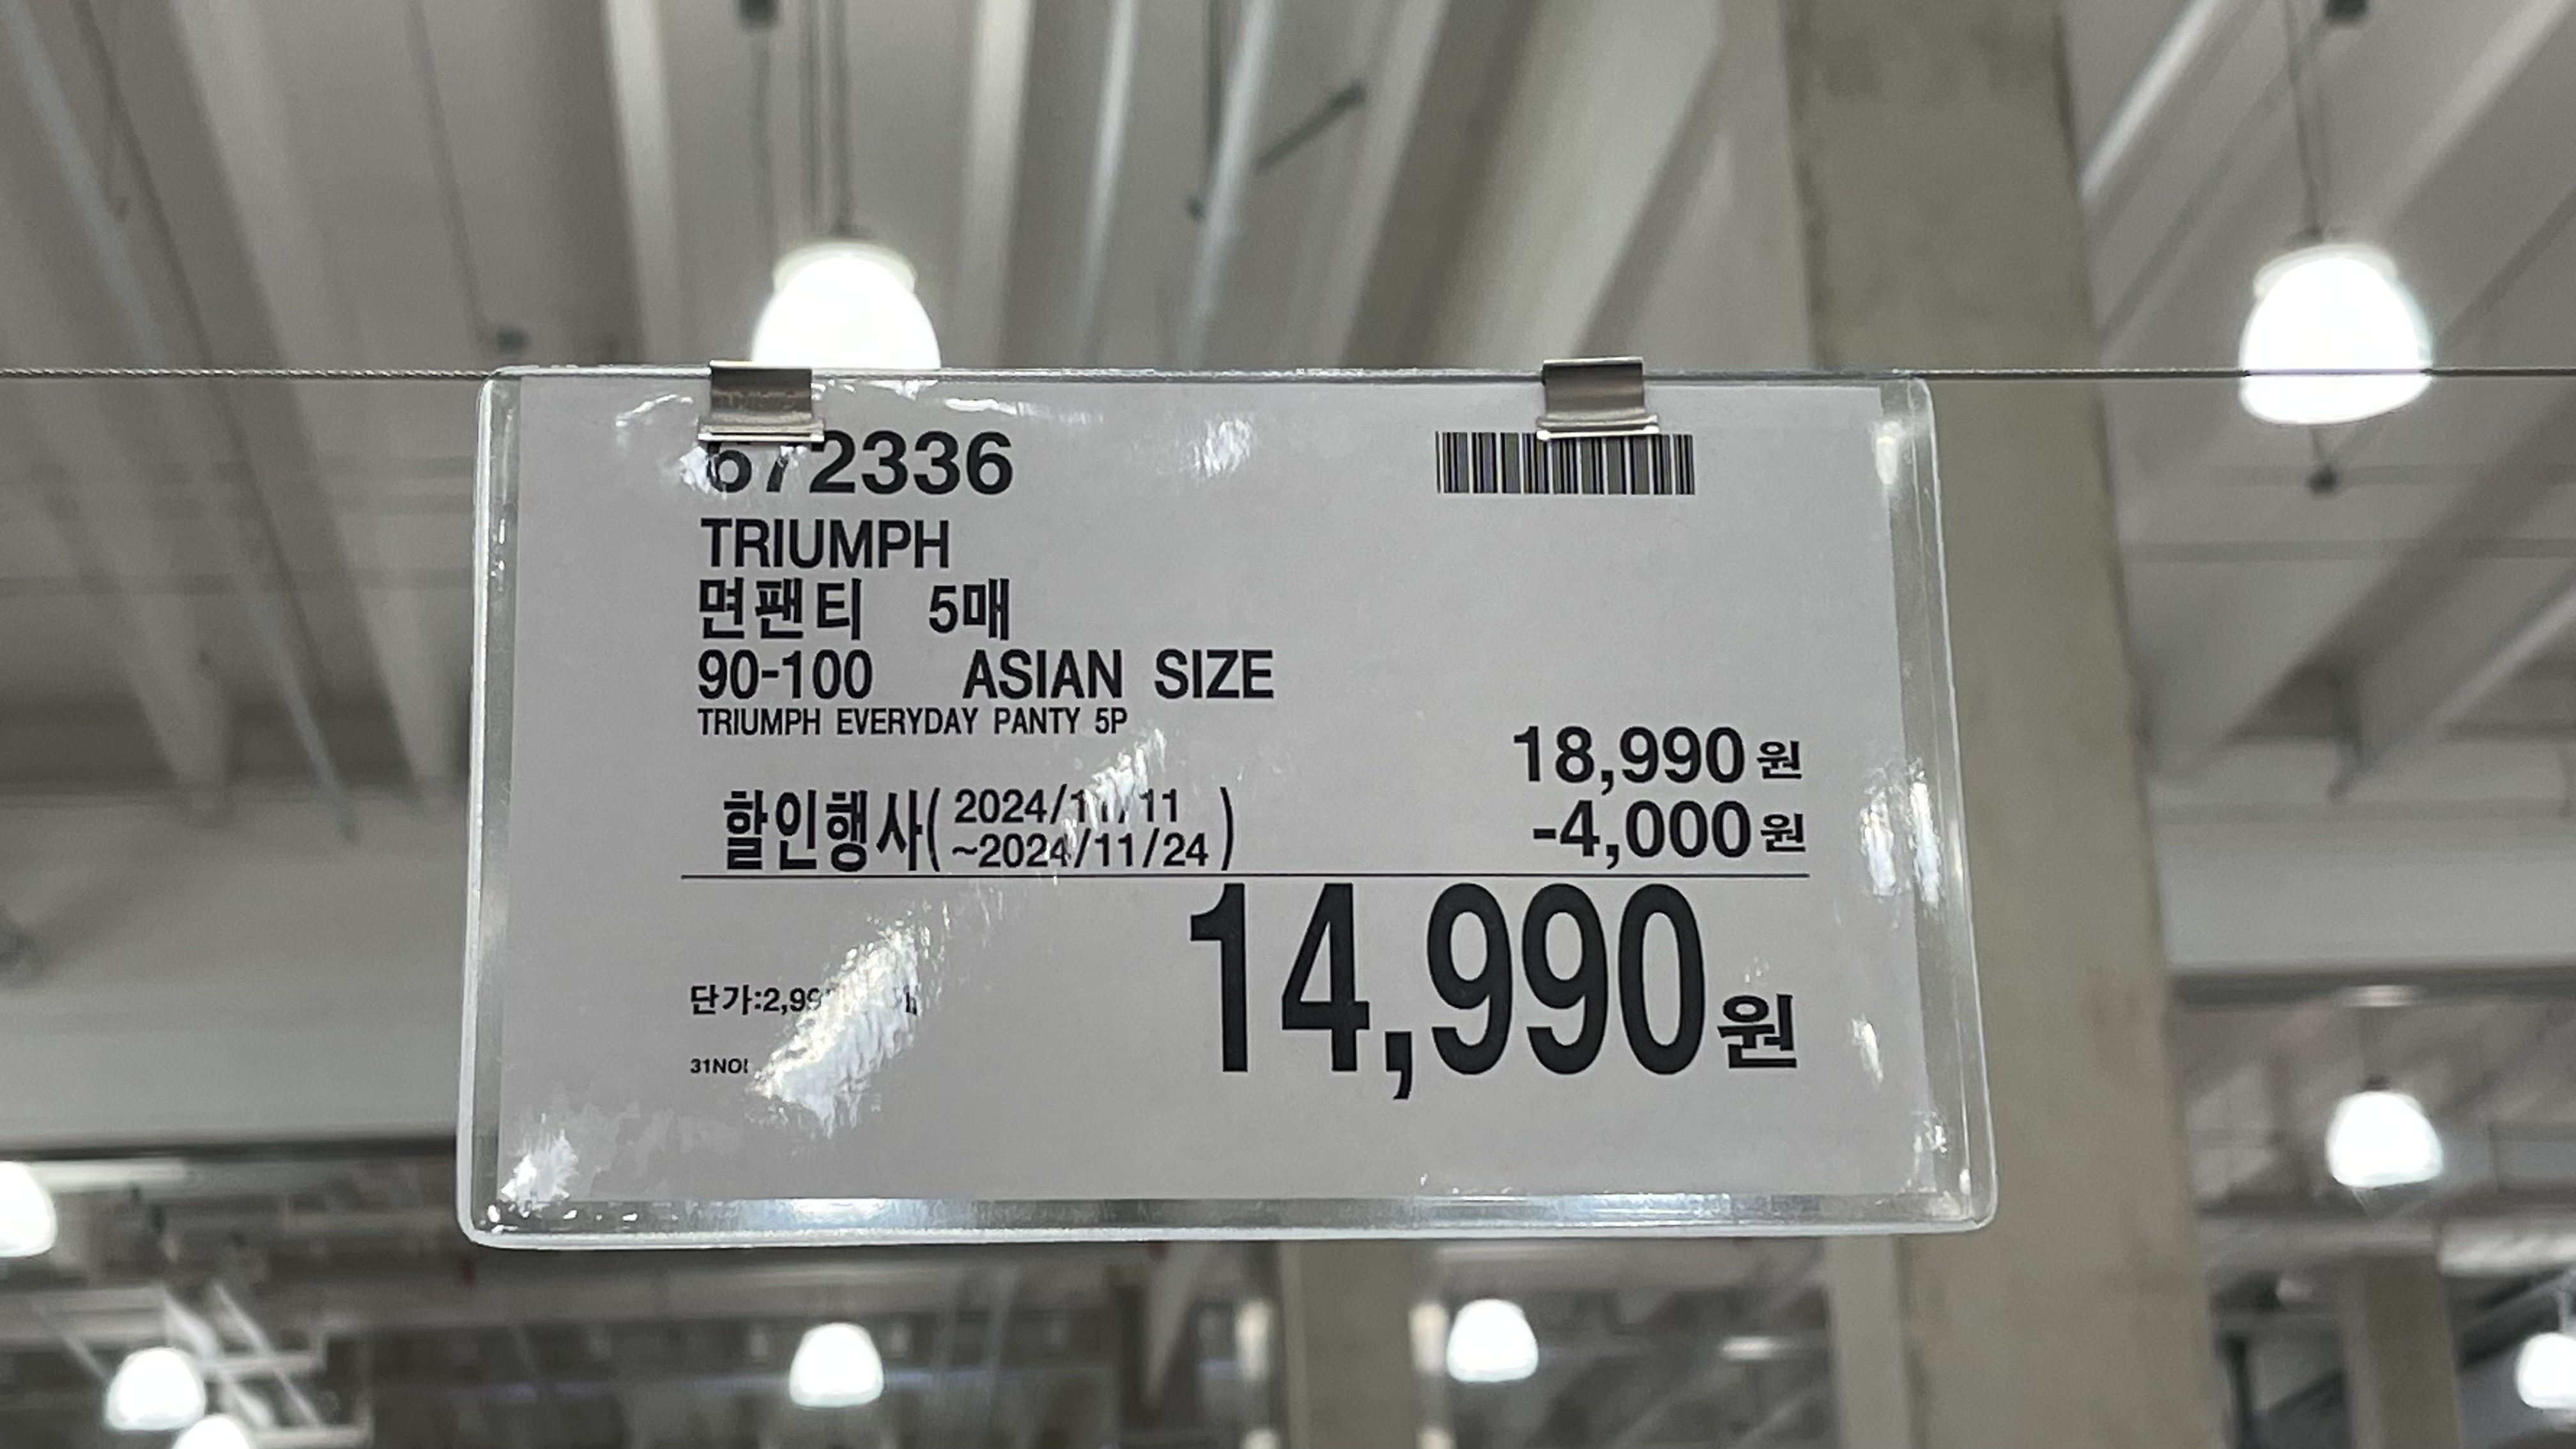 672336
TRIUMPH
면팬티 5매
90-100 ASIAN SIZE
TRIUMPH EVERYDAY PANTY 5P
18,990원
할인행사( 2024/11/11
~2024/11/24 )
-4,000원
14,990원